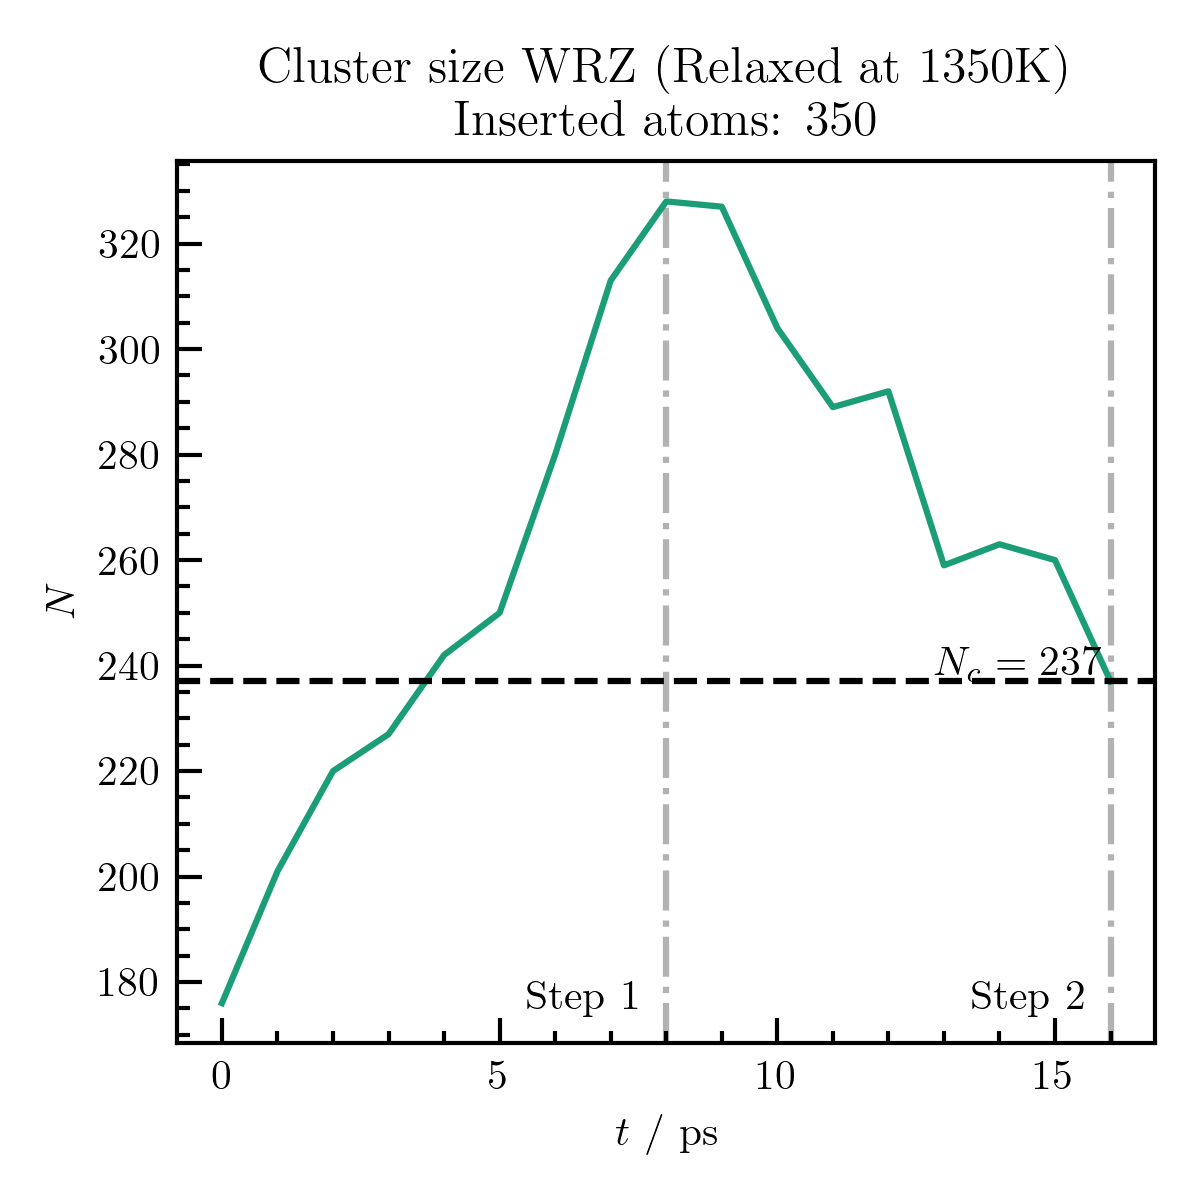 Cluster size WRZ (Relaxed at 1350K)
Inserted atoms: 350
320
300
280
260
240
220
200
180
N
N_c = 237
Step 1
Step 2
0
5
10
15
t / ps